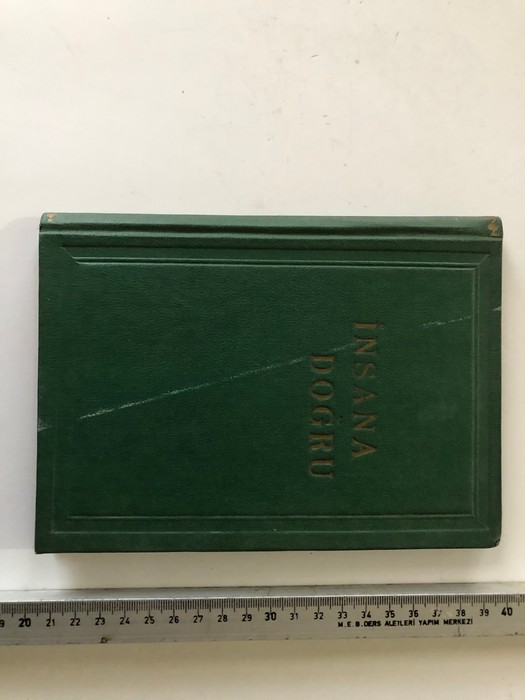 İNSANA
DOĞRU
9 20 21 22 23 24 25 26 27 28 29 30 31 32 33 34 35 36 37 38 39 40
M.E.B.DERS ALETLERİ YAPIM MERKEZİ